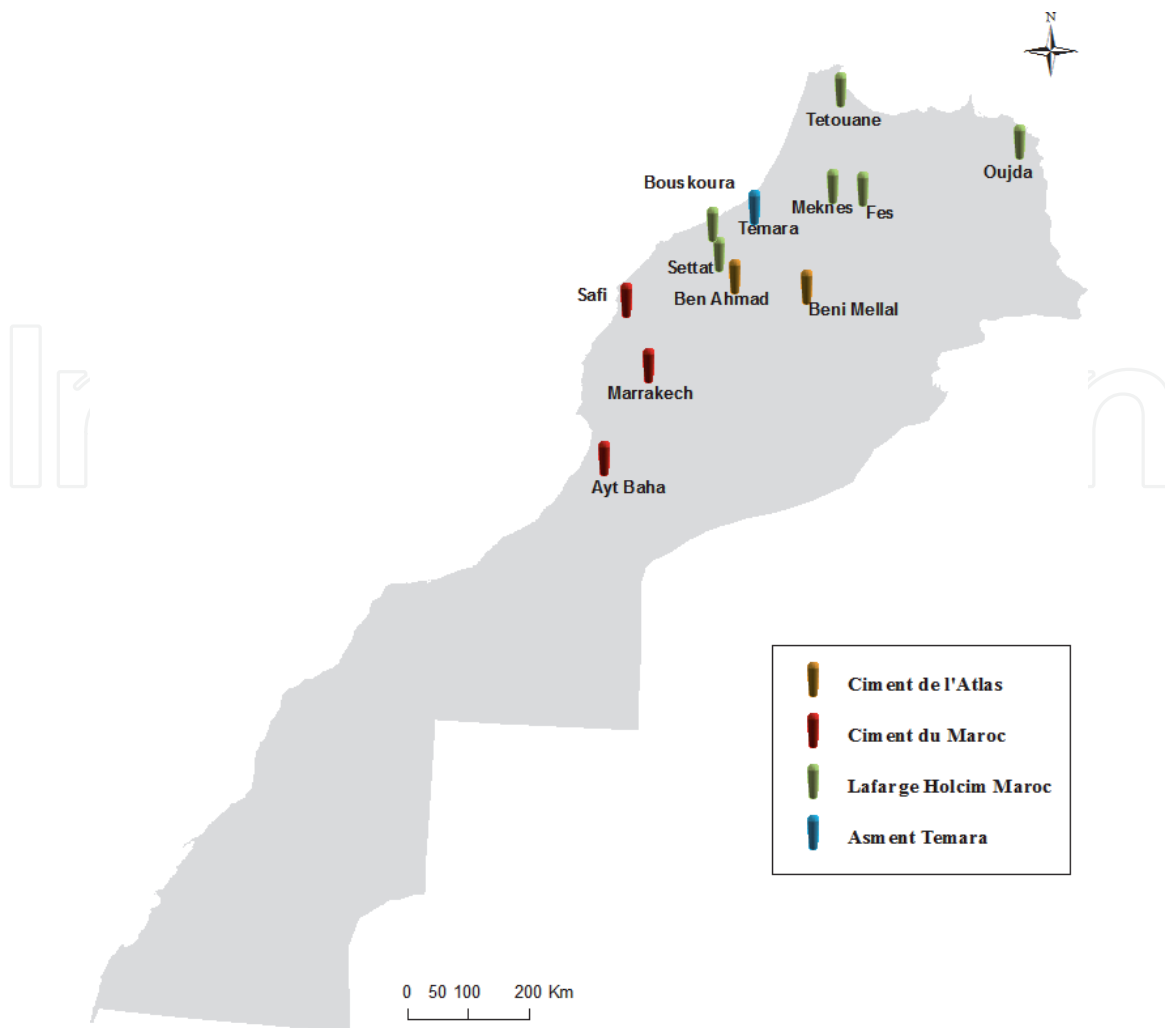 N
Tetouane
Oujda
Bouskoura
Meknes
Fes
Temara
Settat
Ben Ahmad
Beni Mellal
Safi
Marrakech
Ayt Baha
Ciment de l'Atlas
Ciment du Maroc
Lafarge Holcim Maroc
Asment Temara
0 50 100 200 Km